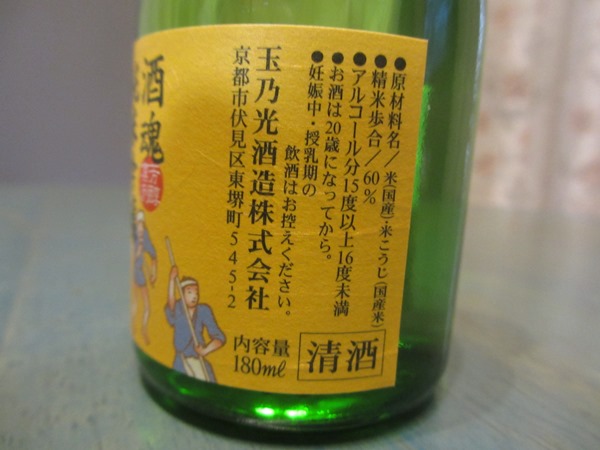 ●原材料名／米(国産)・米こうじ(国産米)
●精米歩合／60%
●アルコール分15度以上16度未満
●お酒は20歳になってから。
●妊娠中・授乳期の
飲酒はお控えください。
玉乃光酒造株式会社
京都市伏見区東堺町545-2
内容量
180mℓ
清酒
酒魂